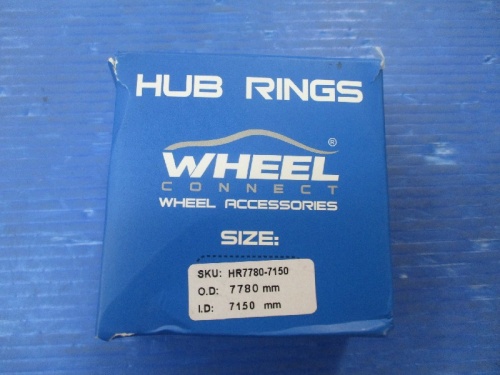 HUB RINGS
®
WHEEL
CONNECT
WHEEL ACCESSORIES
SIZE:
SKU: HR7780-7150
O.D: 7780 mm
I.D: 7150 mm